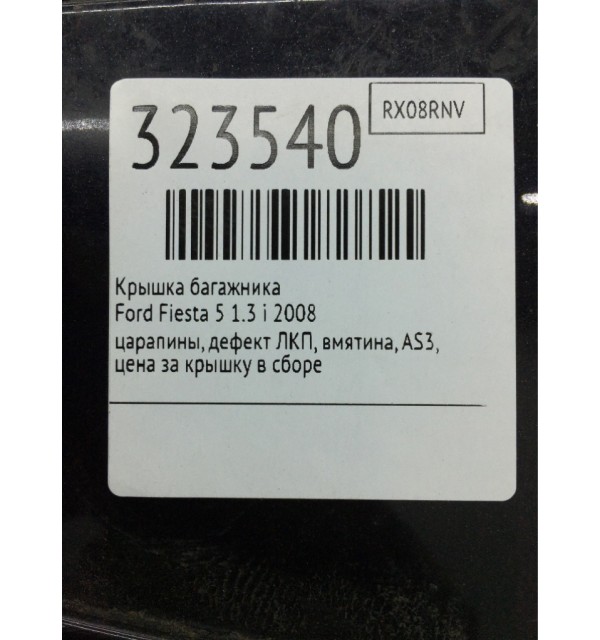 323540
RX08RNV
Крышка багажника
Ford Fiesta 5 1.3 i 2008
царапины, дефект ЛКП, вмятина, AS3,
цена за крышку в сборе